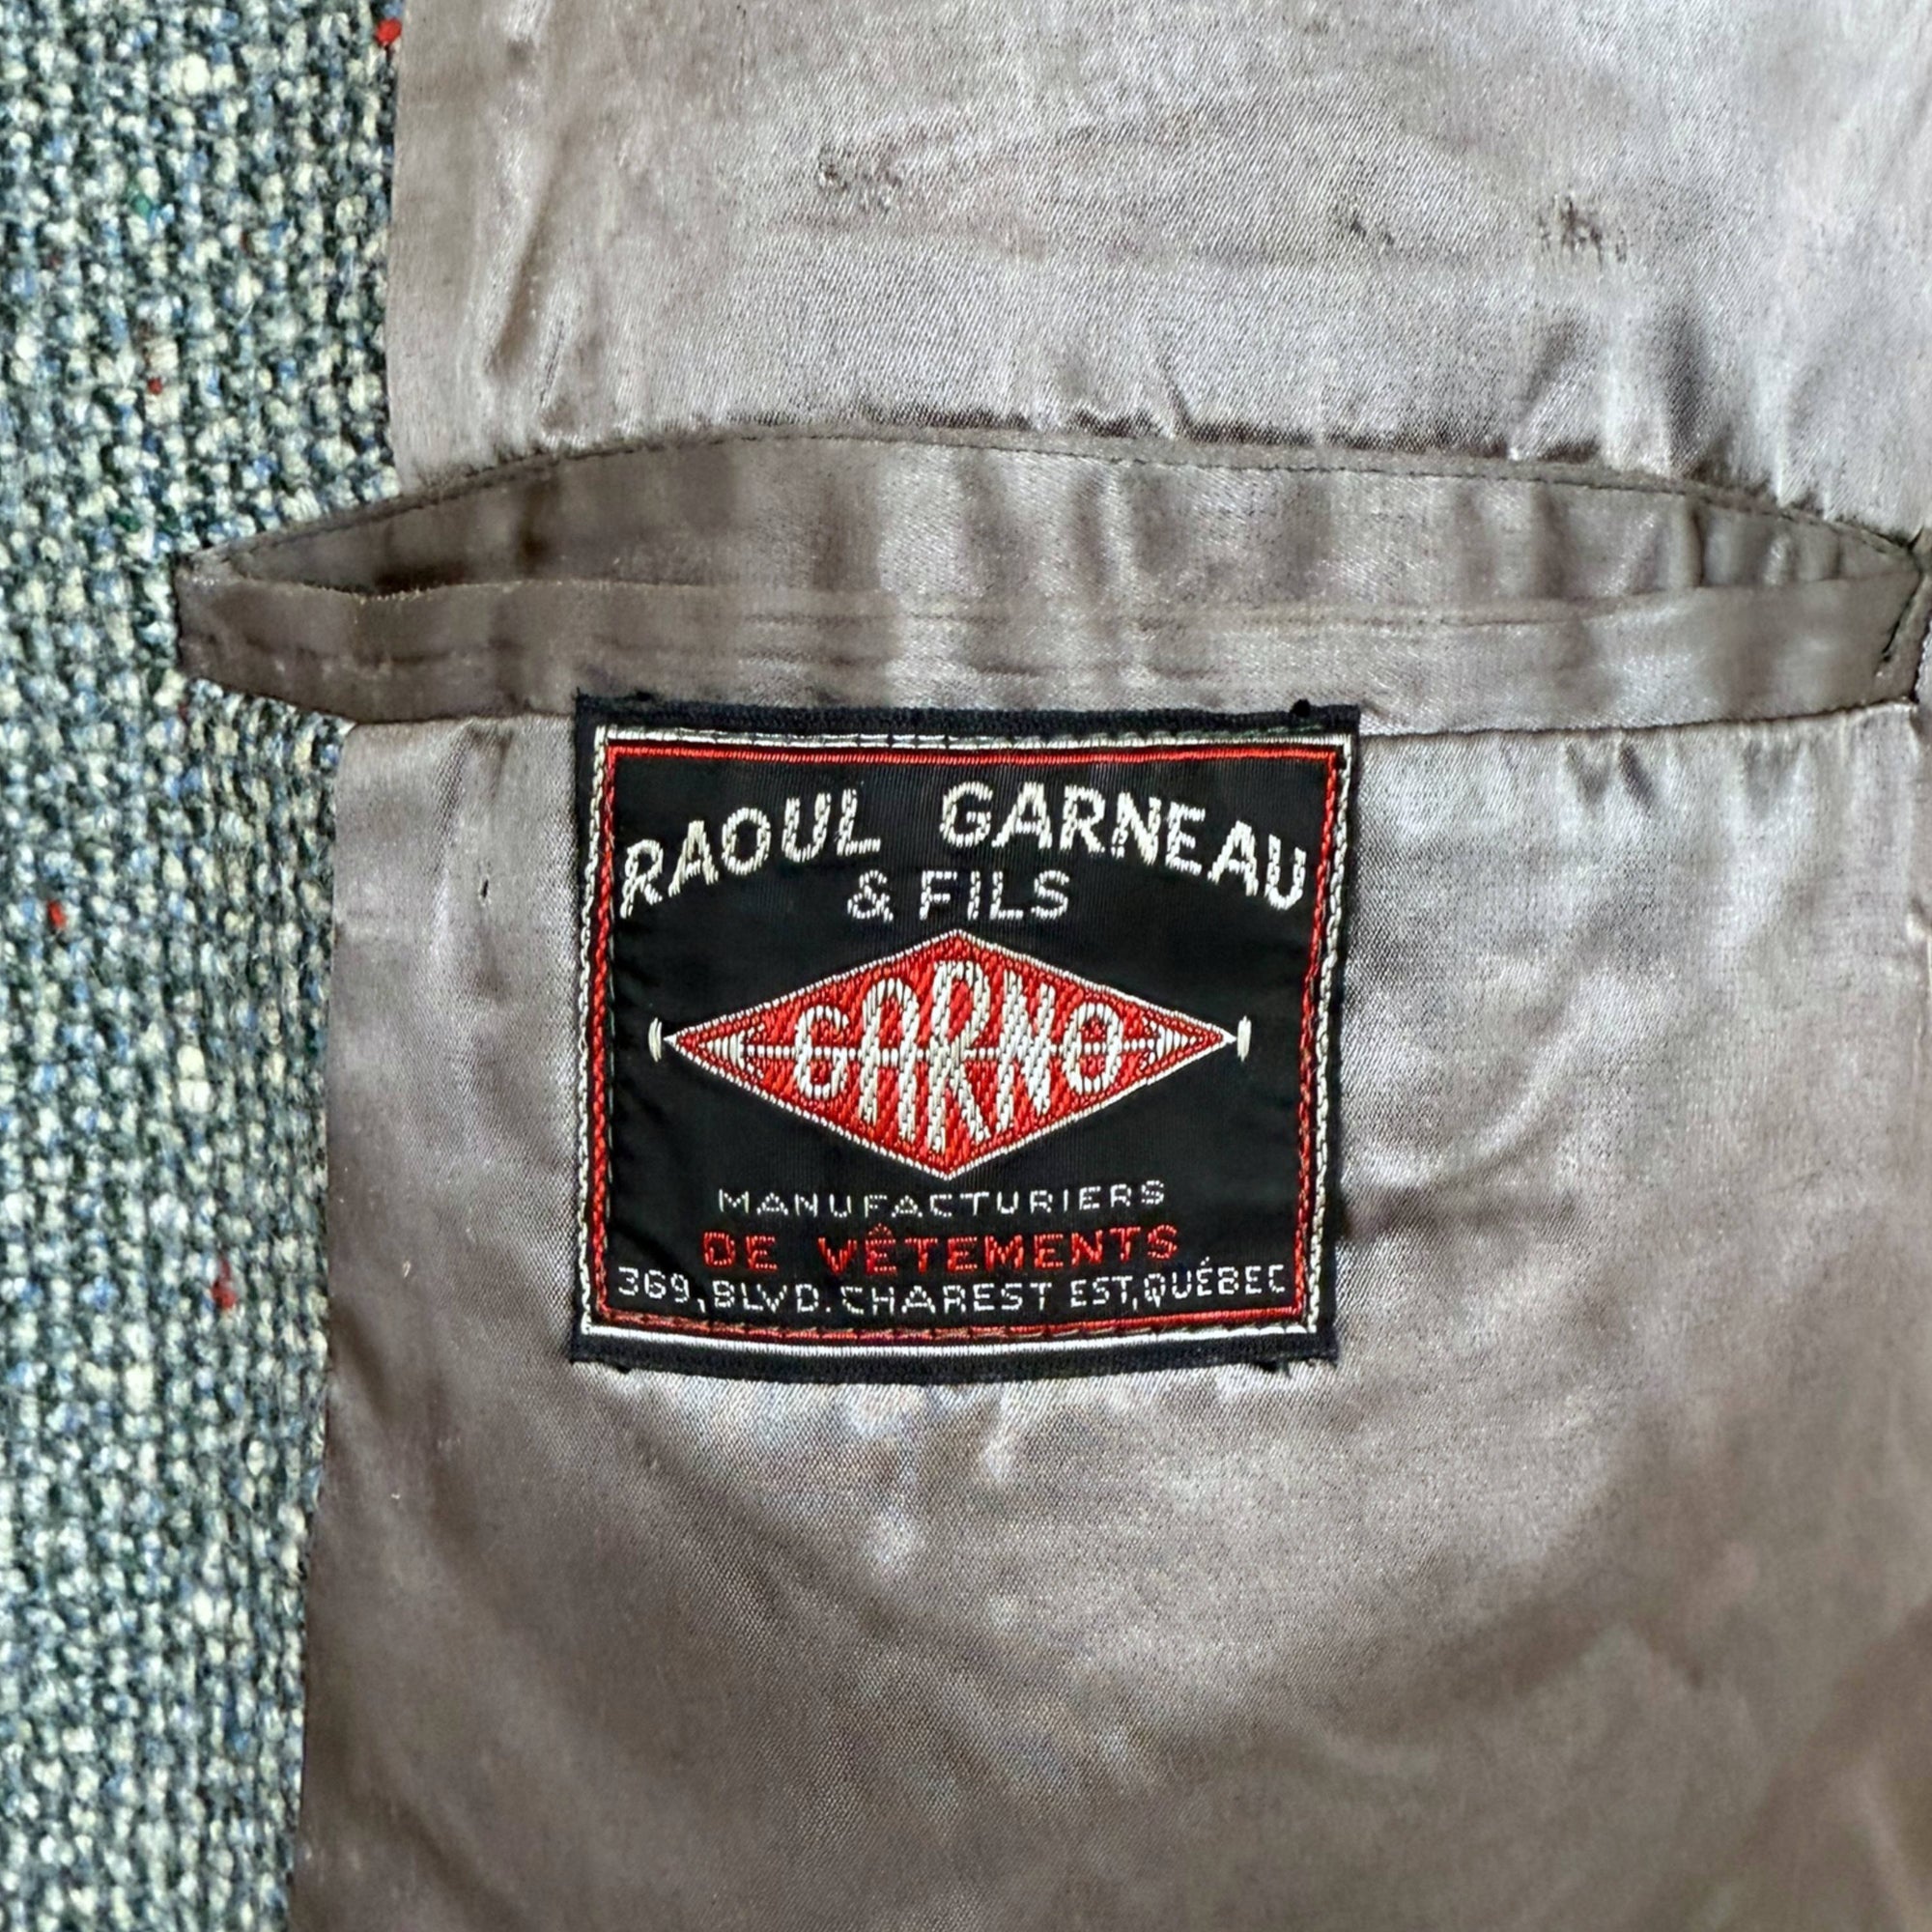 RAOUL GARNEAU
& FILS
GARNO
MANUFACTURIERS
DE VÊTEMENTS
369, BLVD. CHAREST EST, QUÉBEC